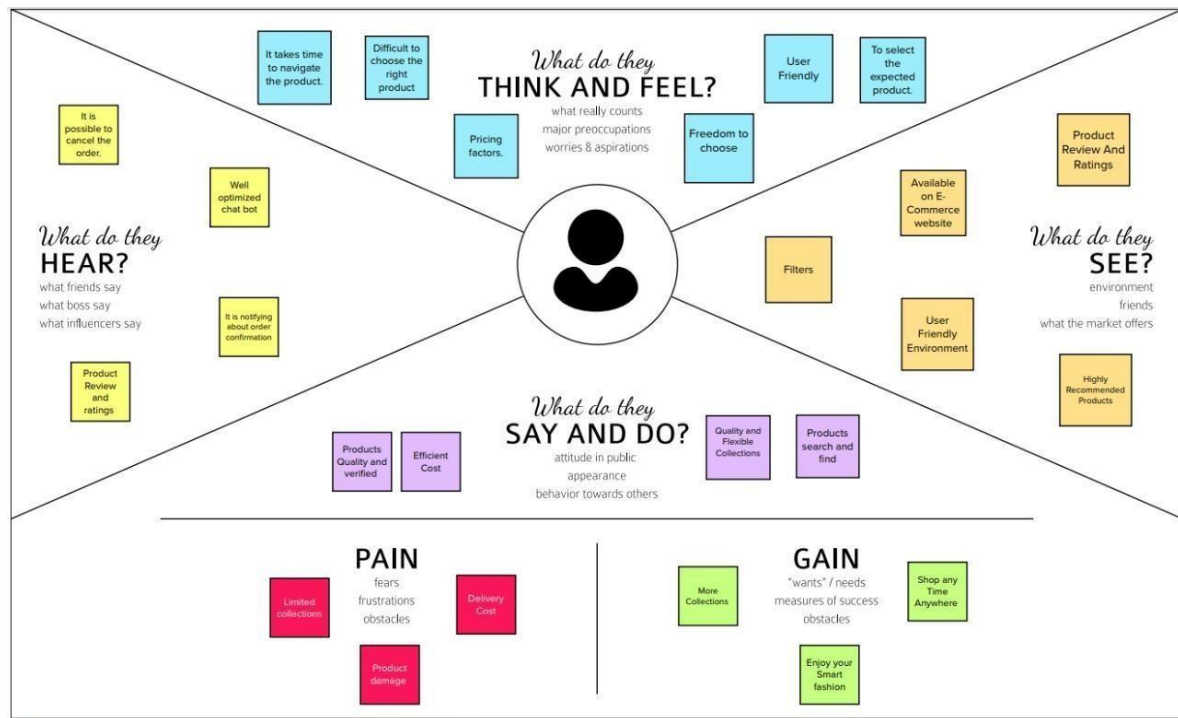 It takes time
to navigate
the product.
Difficult to
choose the
right
product
What do they
THINK AND FEEL?
what really counts
major preoccupations
worries & aspirations
Pricing
factors.
User
Friendly
To select
the
expected
product.
Freedom to
choose
It is
possible to
cancel the
order.
Well
optimized
chat bot
What do they
HEAR?
what friends say
what boss say
what influencers say
It is notifying
about order
confirmation
Product
Review
and
ratings
Product
Review And
Ratings
Available
on E-
Commerce
website
Filters
What do they
SEE?
environment
friends
what the market offers
User
Friendly
Environment
Highly
Recommended
Products
What do they
SAY AND DO?
attitude in public
appearance
behavior towards others
Products
Quality and
verified
Efficient
Cost
Quality and
Flexible
Collections
Products
search and
find
PAIN
fears
frustrations
obstacles
Limited
collections
Delivery
Cost
Product
demage
GAIN
"wants" / needs
measures of success
obstacles
More
Collections
Shop any
Time
Anywhere
Enjoy your
Smart
fashion